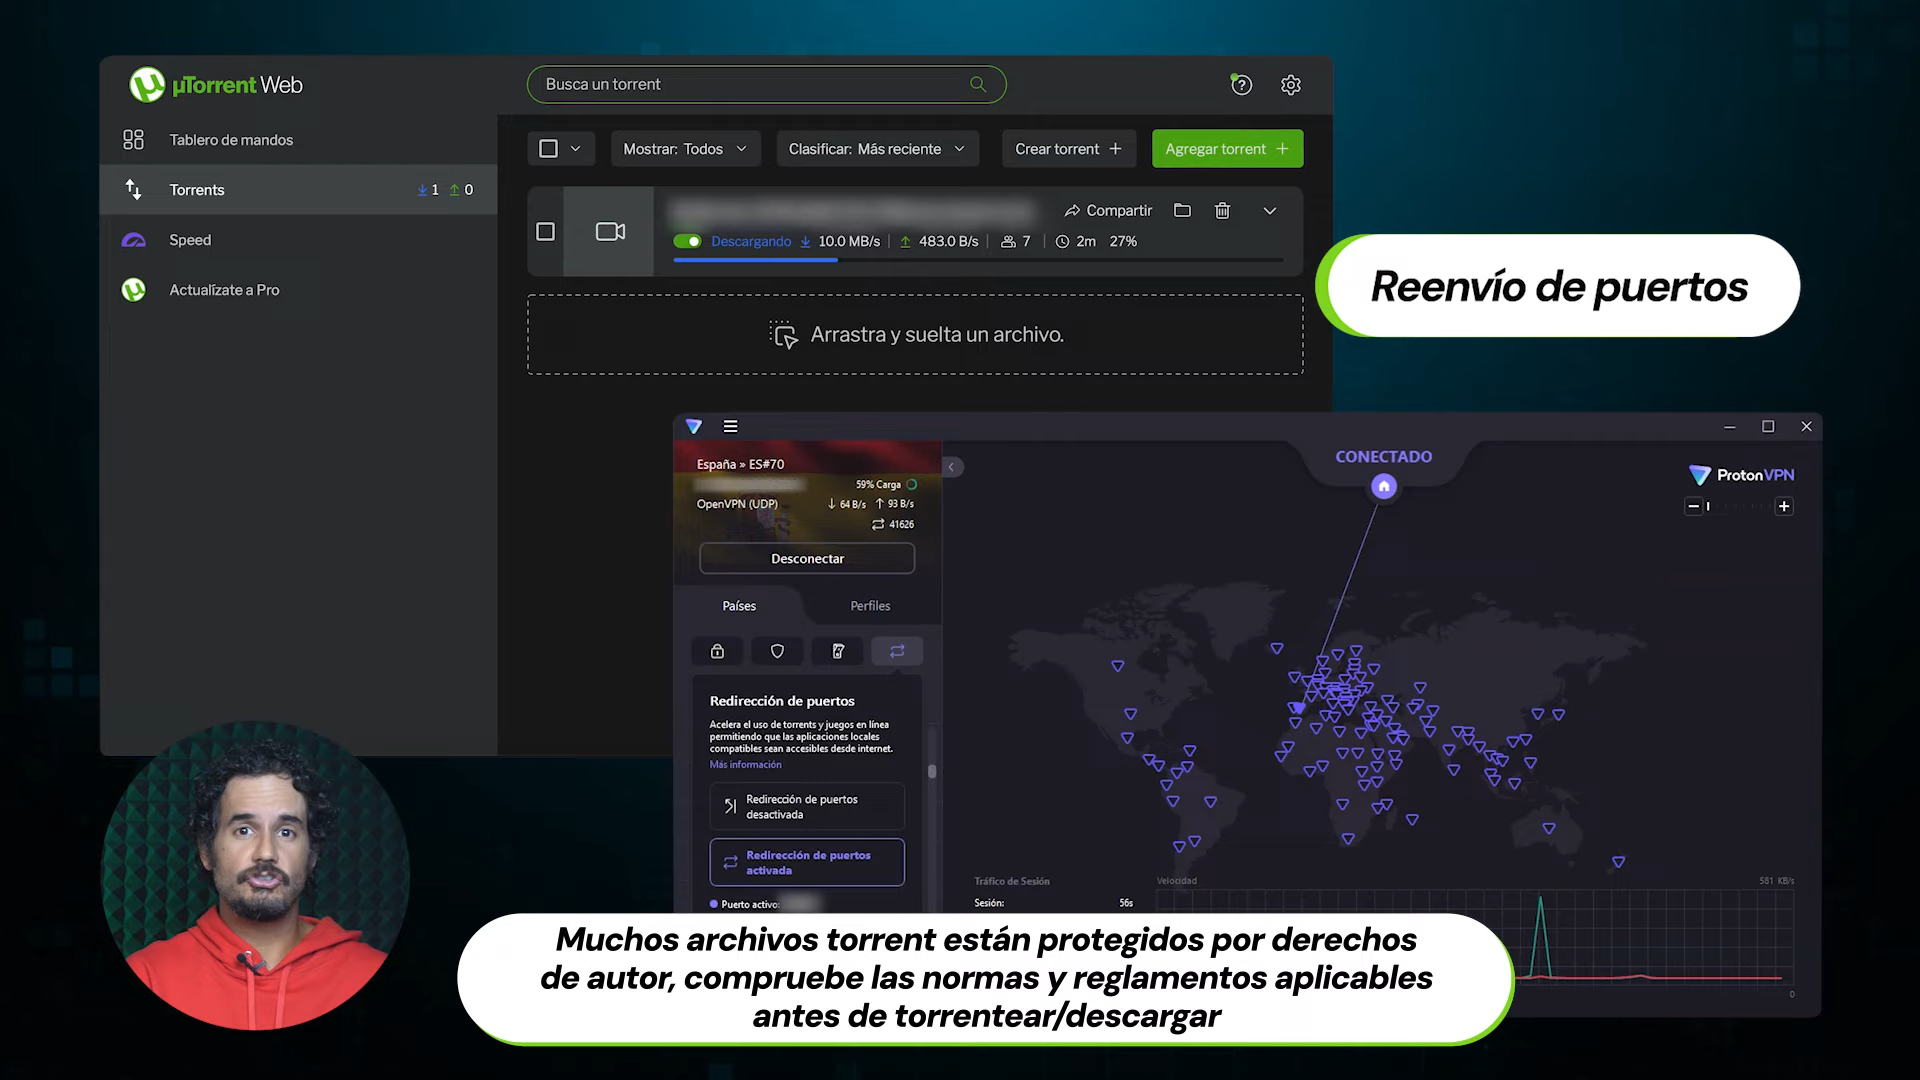 µTorrent Web
Busca un torrent
Tablero de mandos
Torrents 1 0
Speed
Actualízate a Pro
Mostrar: Todos
Clasificar: Más reciente
Crear torrent +
Agregar torrent +
Compartir
Descargando 10.0 MB/s 483.0 B/s 7 2m 27%
Arrastra y suelta un archivo.
Reenvío de puertos
España » ES#70
59% Carga
OpenVPN (UDP) 64 B/s 93 B/s
41626
Desconectar
Países Perfiles
Redirección de puertos
Acelera el uso de torrents y juegos en línea
permitiendo que las aplicaciones locales
compatibles sean accesibles desde internet.
Más información
Redirección de puertos
desactivada
Redirección de puertos
activada
Puerto activo:
CONECTADO
ProtonVPN
Tráfico de Sesión
Sesión: 56s
Velocidad 581 KB/s
0
Muchos archivos torrent están protegidos por derechos
de autor, compruebe las normas y reglamentos aplicables
antes de torrentear/descargar